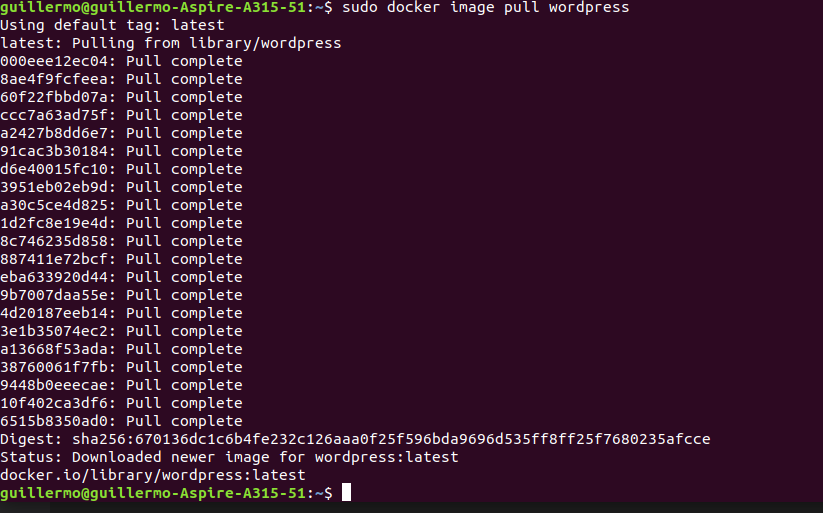 guillermo@guillermo-Aspire-A315-51:~$ sudo docker image pull wordpress
Using default tag: latest
latest: Pulling from library/wordpress
000eee12ec04: Pull complete
8ae4f9fcfeea: Pull complete
60f22fbbd07a: Pull complete
ccc7a63ad75f: Pull complete
a2427b8dd6e7: Pull complete
91cac3b30184: Pull complete
d6e40015fc10: Pull complete
3951eb02eb9d: Pull complete
a30c5ce4d825: Pull complete
1d2fc8e19e4d: Pull complete
8c746235d858: Pull complete
887411e72bcf: Pull complete
eba633920d44: Pull complete
9b7007daa55e: Pull complete
4d20187eeb14: Pull complete
3e1b35074ec2: Pull complete
a13668f53ada: Pull complete
38760061f7fb: Pull complete
9448b0eeecae: Pull complete
10f402ca3df6: Pull complete
6515b8350ad0: Pull complete
Digest: sha256:670136dc1c6b4fe232c126aaa0f25f596bda9696d535ff8ff25f7680235afcce
Status: Downloaded newer image for wordpress:latest
docker.io/library/wordpress:latest
guillermo@guillermo-Aspire-A315-51:~$